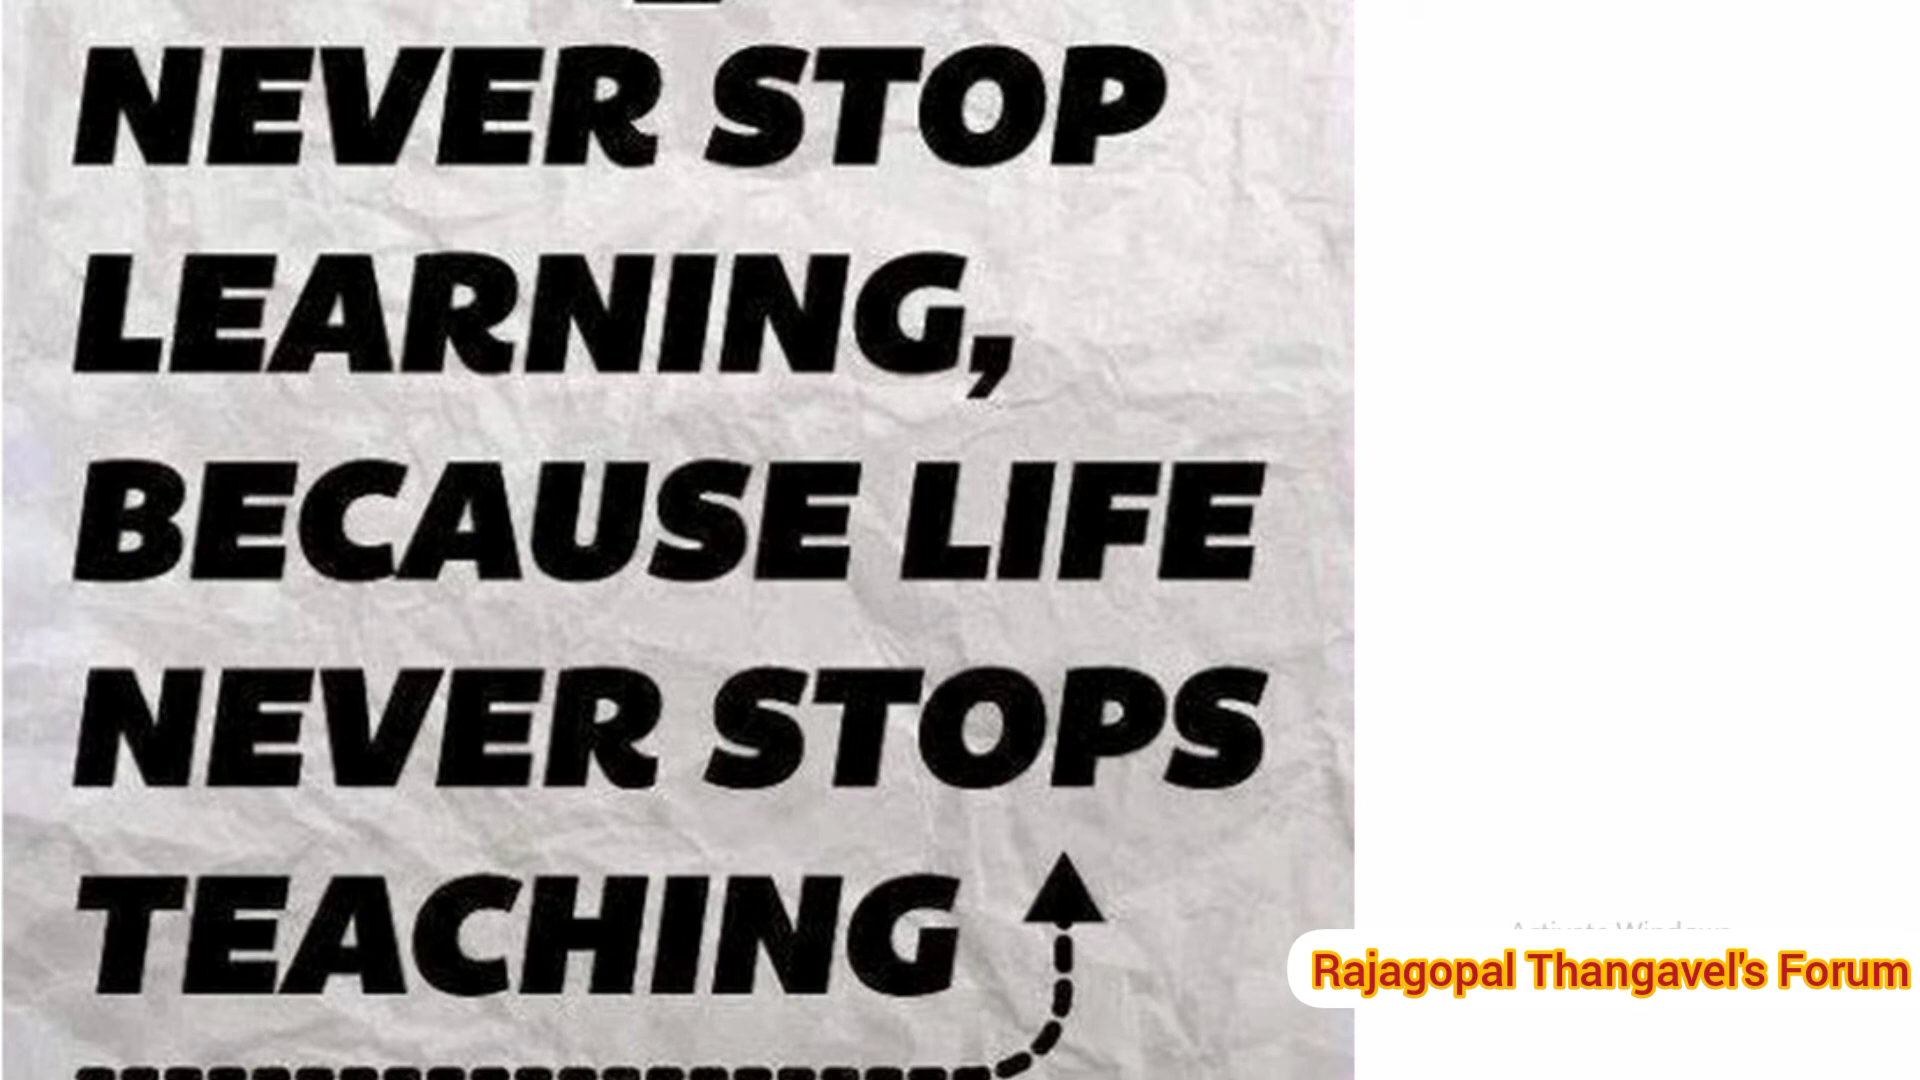 NEVER STOP
LEARNING,
BECAUSE LIFE
NEVER STOPS
TEACHING
Rajagopal Thangavel's Forum